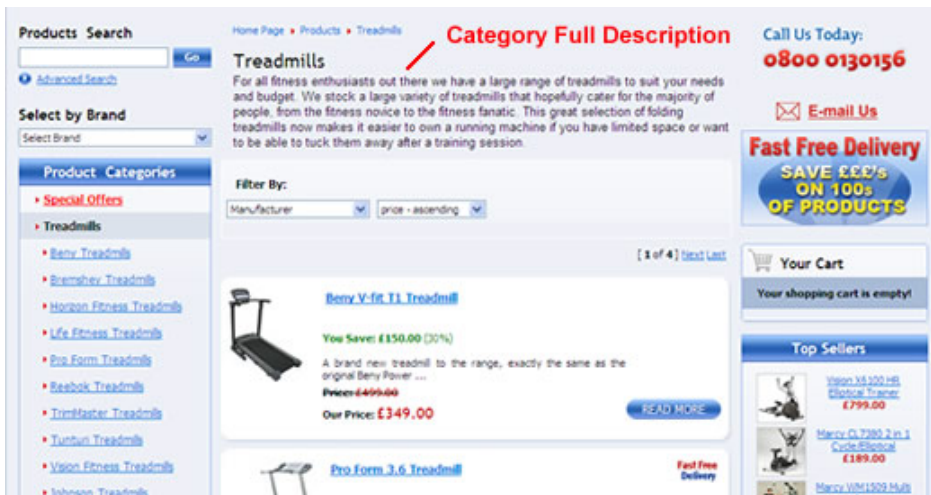 Products Search
Go
Advanced Search
Select by Brand
Select Brand
Product Categories
Special Offers
Treadmills
Beny Treadmills
Bremshey Treadmills
Horizon Fitness Treadmills
Life Fitness Treadmills
Pro Form Treadmills
Reebok Treadmills
TrimMaster Treadmills
Tuntun Treadmills
Vision Fitness Treadmills
Johnson Treadmills
Home Page Products Treadmills
Category Full Description
Treadmills
For all fitness enthusiasts out there we have a large range of treadmills to suit your needs
and budget. We stock a large variety of treadmills that hopefully cater for the majority of
people, from the fitness novice to the fitness fanatic. This great selection of folding
treadmills now makes it easier to own a running machine if you have limited space or want
to be able to tuck them away after a training session.
Filter By:
Manufacturer
price - ascending
[ 1 of 4 ] Next Last
Beny V-fit T1 Treadmill
You Save: £150.00 (30%)
A brand new treadmill to the range, exactly the same as the
original Beny Power ...
Price: £499.00
Our Price: £349.00
READ MORE
Pro Form 3.6 Treadmill
Fast Free
Delivery
Call Us Today:
0800 0130156
E-mail Us
Fast Free Delivery
SAVE £££'s
ON 100s
OF PRODUCTS
Your Cart
Your shopping cart is empty!
Top Sellers
Vision X6100 HR
Elliptical Trainer
£799.00
Marcy CL7380 2 in 1
Cycle/Elliptical
£189.00
Marcy WM1509 Multi